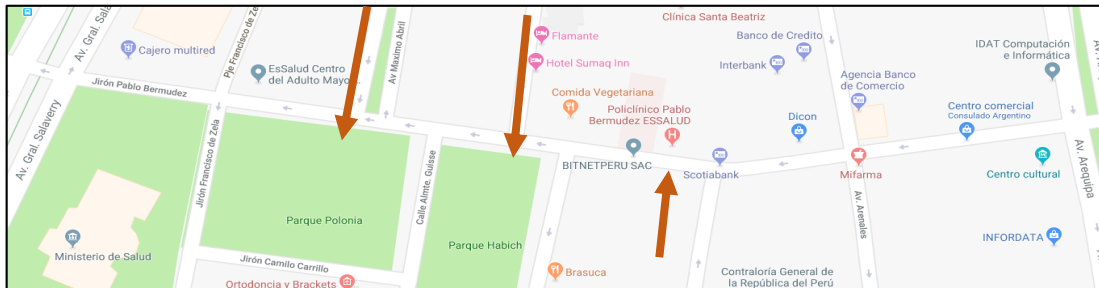 Av. Gral. Salaverry
Cajero multired
Pje Francisco de Zela
EsSalud Centro
del Adulto Mayo...
Av Maximo Abril
Flamante
Hotel Sumaq Inn
Clínica Santa Beatriz
Banco de Credito
Interbank
IDAT Computación
e Informática
Jirón Pablo Bermudez
Comida Vegetariana
Policlínico Pablo
Bermudez ESSALUD
Agencia Banco
de Comercio
Dicon
Centro comercial
Consulado Argentino
BITNETPERU SAC
Scotiabank
Mifarma
Centro cultural
Av. Gral. Salaverry
Jirón Francisco de Zela
Calle Almte. Guisse
Av. Arenales
Av. Arequipa
Parque Polonia
Parque Habich
INFORDATA
Ministerio de Salud
Jirón Camilo Carrillo
Ortodoncia y Brackets
Brasuca
Contraloría General de
la República del Perú